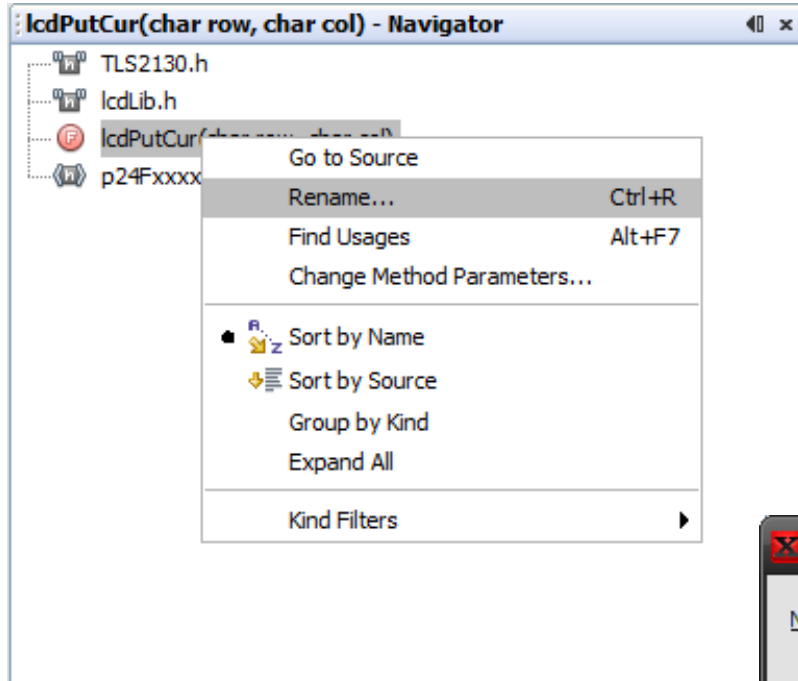 lcdPutCur(char row, char col) - Navigator
TLS2130.h
lcdLib.h
lcdPutCur(char row, char col)
p24Fxxxx
Go to Source
Rename... Ctrl+R
Find Usages Alt+F7
Change Method Parameters...
Sort by Name
Sort by Source
Group by Kind
Expand All
Kind Filters
N